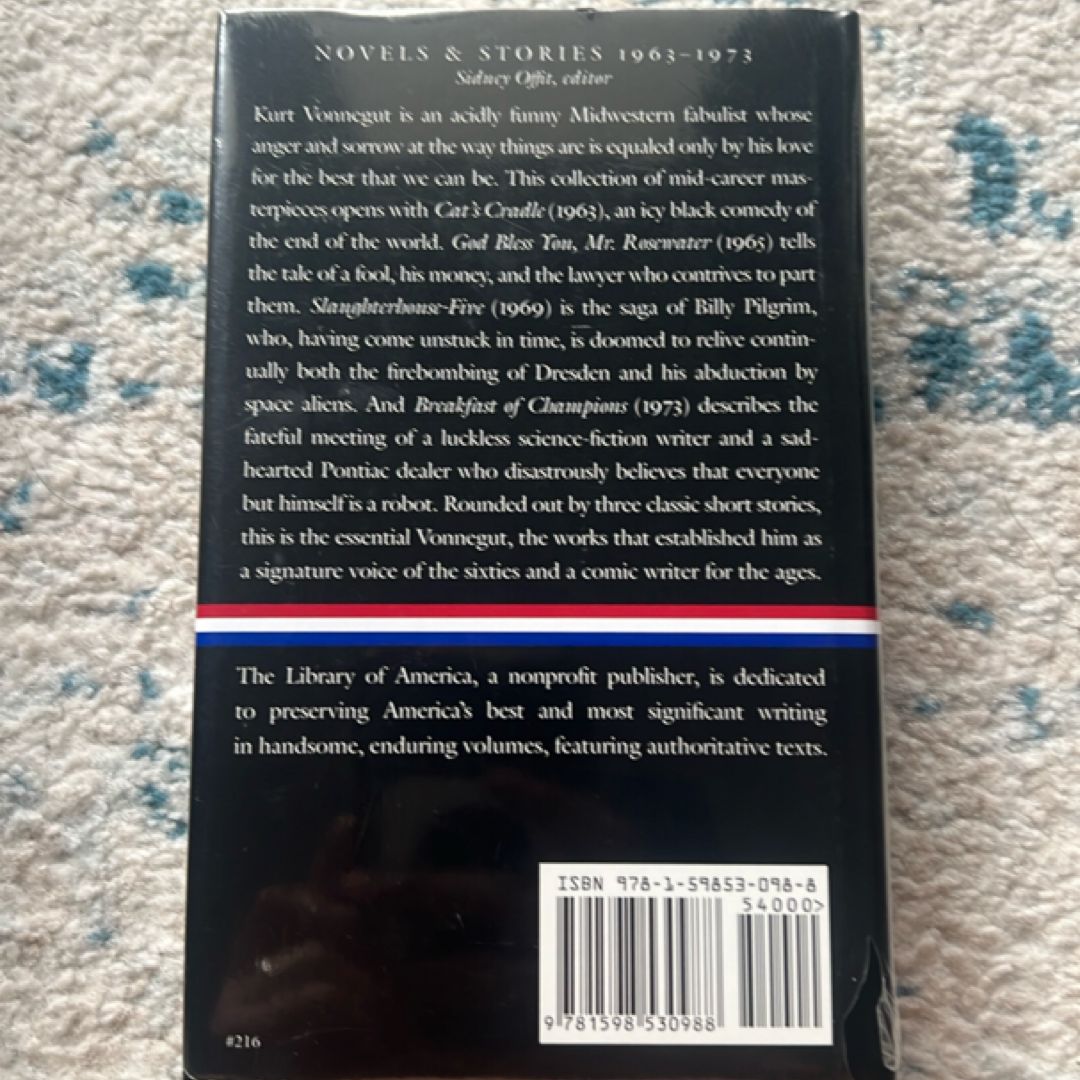 NOVELS & STORIES 1963–1973
Sidney Offit, editor
Kurt Vonnegut is an acidly funny Midwestern fabulist whose
anger and sorrow at the way things are is equaled only by his love
for the best that we can be. This collection of mid-career mas-
terpieces opens with Cat's Cradle (1963), an icy black comedy of
the end of the world. God Bless You, Mr. Rosewater (1965) tells
the tale of a fool, his money, and the lawyer who contrives to part
them. Slaughterhouse-Five (1969) is the saga of Billy Pilgrim,
who, having come unstuck in time, is doomed to relive contin-
ually both the firebombing of Dresden and his abduction by
space aliens. And Breakfast of Champions (1973) describes the
fateful meeting of a luckless science-fiction writer and a sad-
hearted Pontiac dealer who disastrously believes that everyone
but himself is a robot. Rounded out by three classic short stories,
this is the essential Vonnegut, the works that established him as
a signature voice of the sixties and a comic writer for the ages.
The Library of America, a nonprofit publisher, is dedicated
to preserving America's best and most significant writing
in handsome, enduring volumes, featuring authoritative texts.
ISBN 978-1-59853-098-8
54000>
9 781598 530988
#216